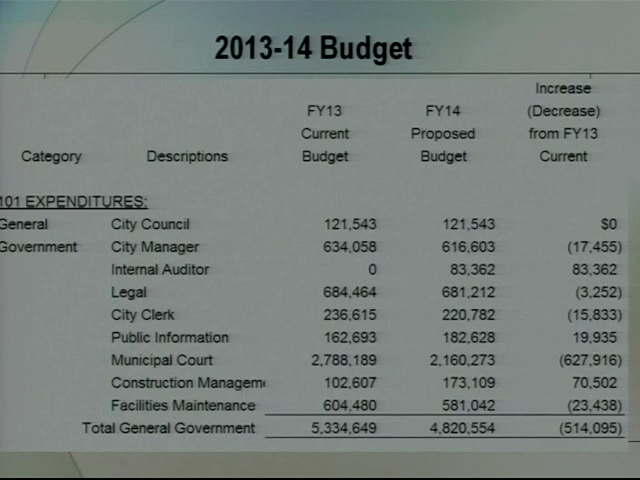 2013-14 Budget
Increase
FY13 FY14 (Decrease)
Current Proposed from FY13
Category Descriptions Budget Budget Current
101 EXPENDITURES:
General City Council 121,543 121,543 $0
Government City Manager 634,058 616,603 (17,455)
Internal Auditor 0 83,362 83,362
Legal 684,464 681,212 (3,252)
City Clerk 236,615 220,782 (15,833)
Public Information 162,693 182,628 19,935
Municipal Court 2,788,189 2,160,273 (627,916)
Construction Managem 102,607 173,109 70,502
Facilities Maintenance 604,480 581,042 (23,438)
Total General Government 5,334,649 4,820,554 (514,095)